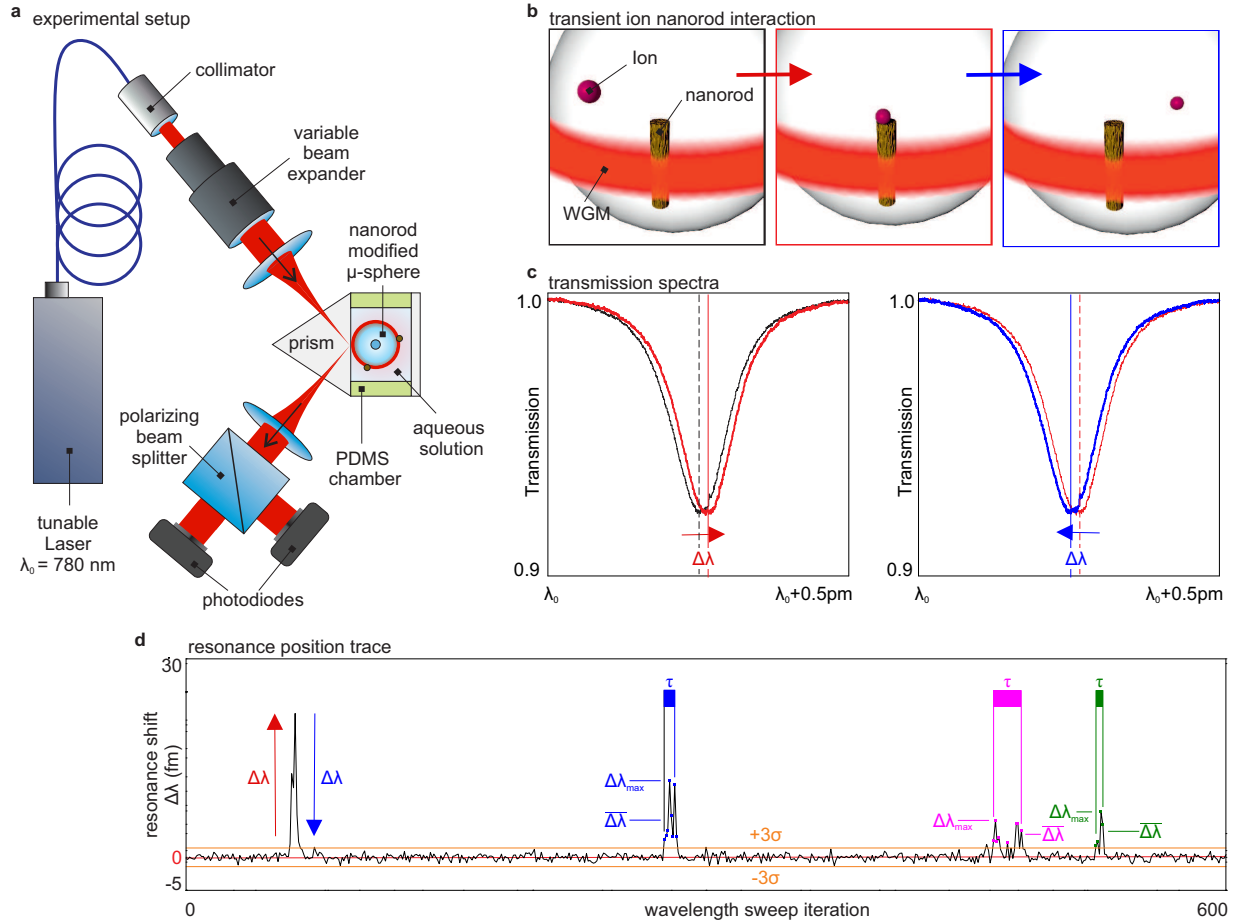 a
experimental setup
collimator
variable
beam
expander
nanorod
modified
μ-sphere
prism
polarizing
beam
splitter
PDMS
chamber
aqueous
solution
tunable
Laser
λ₀ = 780 nm
photodiodes
b
transient ion nanorod interaction
Ion
nanorod
WGM
c
transmission spectra
1.0
Transmission
0.9
Δλ
λ₀
λ₀+0.5pm
1.0
Transmission
0.9
Δλ
λ₀
λ₀+0.5pm
d
resonance position trace
30
resonance shift
Δλ (fm)
0
-5
Δλ
Δλ
τ
Δλmax
Δλ̅
τ
Δλmax
Δλ̅
τ
Δλmax
Δλ̅
+3σ
-3σ
0
wavelength sweep iteration
600